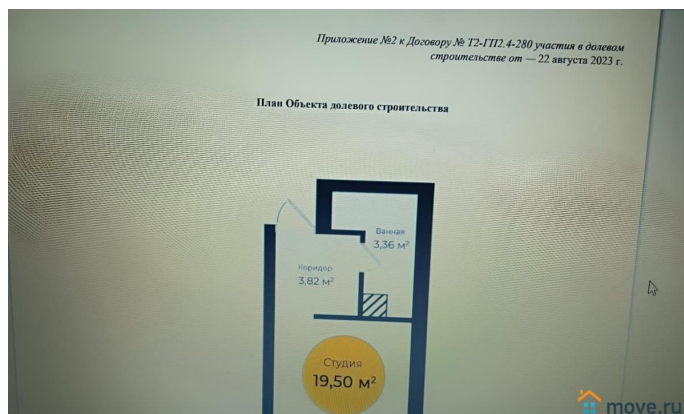 Приложение №2 к Договору № Т2-ГП2.4-280 участия в долевом
строительстве от — 22 августа 2023 г.
План Объекта долевого строительства
Ванная
3,36 м²
Коридор
3,82 м²
Студия
19,50 м²
move.ru